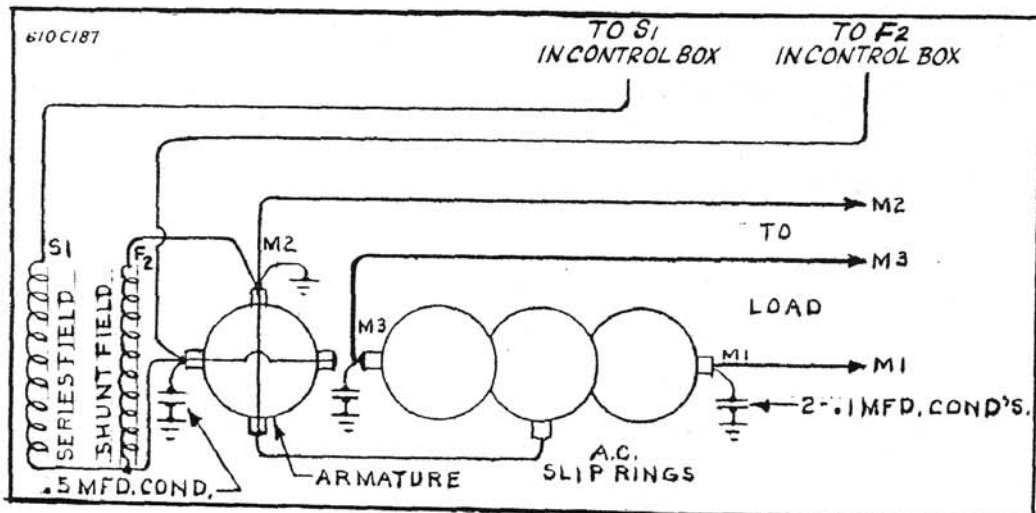 610C187
TO S1
IN CONTROL BOX
TO F2
IN CONTROL BOX
M2
TO
M3
LOAD
M1
S1
F2
M2
SERIES FIELD
SHUNT FIELD
M3
M1
2-.1 MFD. COND'S.
A.C.
SLIP RINGS
ARMATURE
.5 MFD. COND.